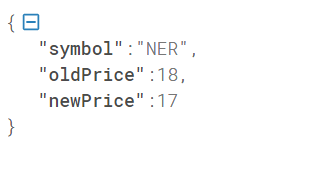 {
"symbol":"NER",
"oldPrice":18,
"newPrice":17
}